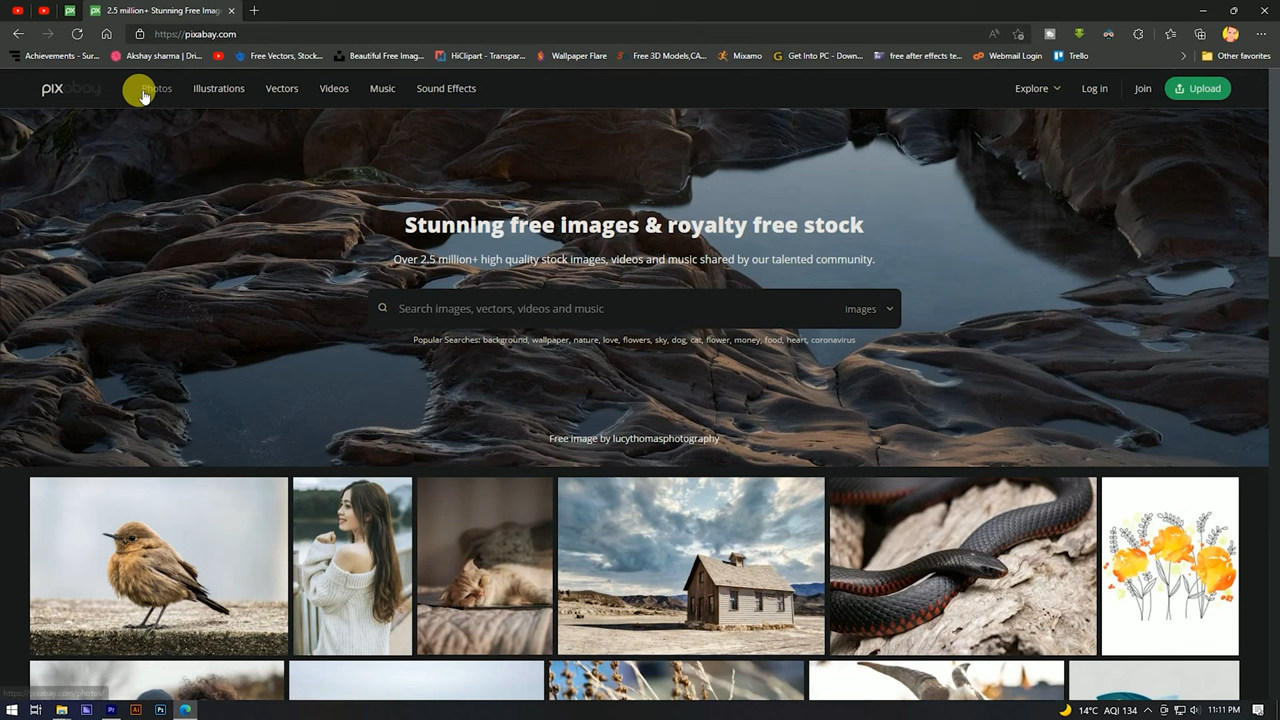 2.5 million+ Stunning Free Imag
https://pixabay.com
Achievements - Sur...
Akshay sharma | Dri...
Free Vectors, Stock...
Beautiful Free Imag...
HiClipart - Transpar...
Wallpaper Flare
Free 3D Models,CA...
Mixamo
Get Into PC - Down...
free after effects te...
Webmail Login
Trello
Other favorites
pixabay
Photos
Illustrations
Vectors
Videos
Music
Sound Effects
Explore
Log in
Join
Upload
Stunning free images & royalty free stock
Over 2.5 million+ high quality stock images, videos and music shared by our talented community.
Search images, vectors, videos and music
Images
Popular Searches: background, wallpaper, nature, love, flowers, sky, dog, cat, flower, money, food, heart, coronavirus
Free image by lucythomasphotography
https://pixabay.com/photos/
14°C AQI 134
11:11 PM